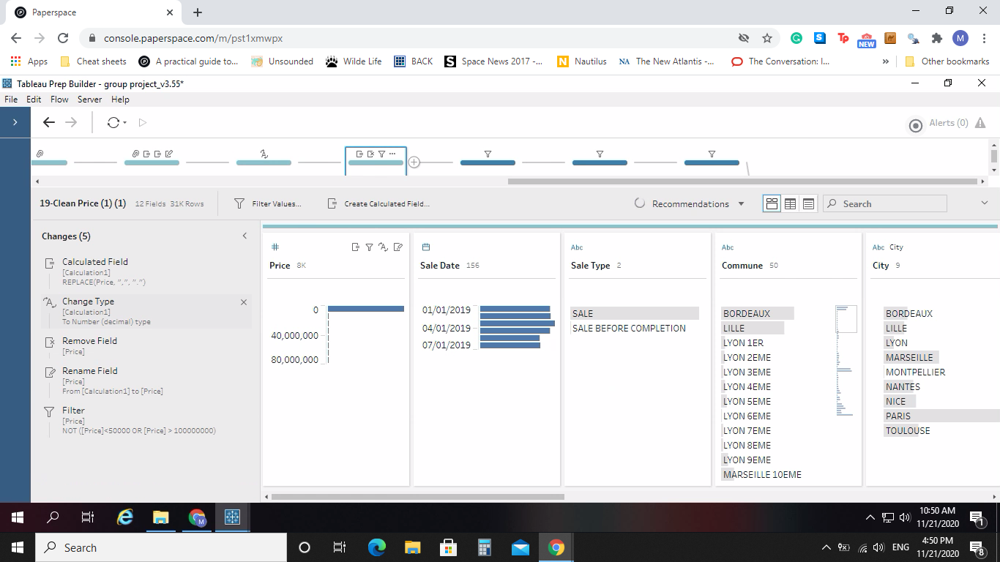 Paperspace
console.paperspace.com/m/pst1xmwpx
Apps Cheat sheets A practical guide to... Unsounded Wilde Life BACK Space News 2017 -... Nautilus The New Atlantis -... The Conversation: I... » Other bookmarks
NEW
Tableau Prep Builder - group project_v3.55*
File Edit Flow Server Help
Alerts (0)
19-Clean Price (1) (1) 12 Fields 31K Rows Filter Values... Create Calculated Field... Recommendations Search
Changes (5)
Calculated Field
[Calculation1]
REPLACE(Price, ",", ".")
Change Type
[Calculation1]
To Number (decimal) type
Remove Field
[Price]
Rename Field
[Price]
From [Calculation1] to [Price]
Filter
[Price]
NOT ([Price]<50000 OR [Price] > 100000000)
#
Price 8K
0
40,000,000
80,000,000
Sale Date 156
01/01/2019
04/01/2019
07/01/2019
Abc
Sale Type 2
SALE
SALE BEFORE COMPLETION
Abc
Commune 50
BORDEAUX
LILLE
LYON 1ER
LYON 2EME
LYON 3EME
LYON 4EME
LYON 5EME
LYON 6EME
LYON 7EME
LYON 8EME
LYON 9EME
MARSEILLE 10EME
Abc City
City 9
BORDEAUX
LILLE
LYON
MARSEILLE
MONTPELLIER
NANTES
NICE
PARIS
TOULOUSE
10:50 AM
11/21/2020
1
Search
ENG
4:50 PM
11/21/2020
8